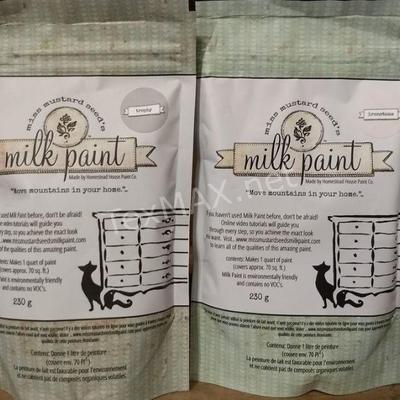 miss mustard seed's
trophy
milk paint
Made by Homestead House Paint Co.
"Move mountains in your home."
used Milk Paint before, don't be afraid!
Online video tutorials will guide you
step, so you achieve the exact look
www.missmustardseedsmilkpaint.com
to learn all of the qualities of this amazing paint.
contents: Makes 1 quart of paint
(covers approx. 70 sq. ft.)
Milk Paint is environmentally friendly
and contains no VOC's.
230 g
Contenu: Donne 1 litre de peinture
(couvre env. 70 Pi²)
La peinture de lait est favorable pour l'environnement
et ne contient pas de composés organiques volatiles.
miss mustard seed's
ironstone
milk paint
Made by Homestead House Paint Co.
"Move mountains in your home."
If you haven't used Milk Paint before, don't be afraid!
Online video tutorials will guide you
through every step, so you achieve the exact look
you want. Visit... www.missmustardseedsmilkpaint.com
to learn all of the qualities of this amazing paint.
contents: Makes 1 quart of paint
(covers approx. 70 sq. ft.)
Milk Paint is environmentally friendly
and contains no VOC's.
230 g
Contenu: Donne 1 litre de peinture
(couvre env. 70 Pi²)
La peinture de lait est favorable pour l'environnement
et ne contient pas de composés organiques volatiles.